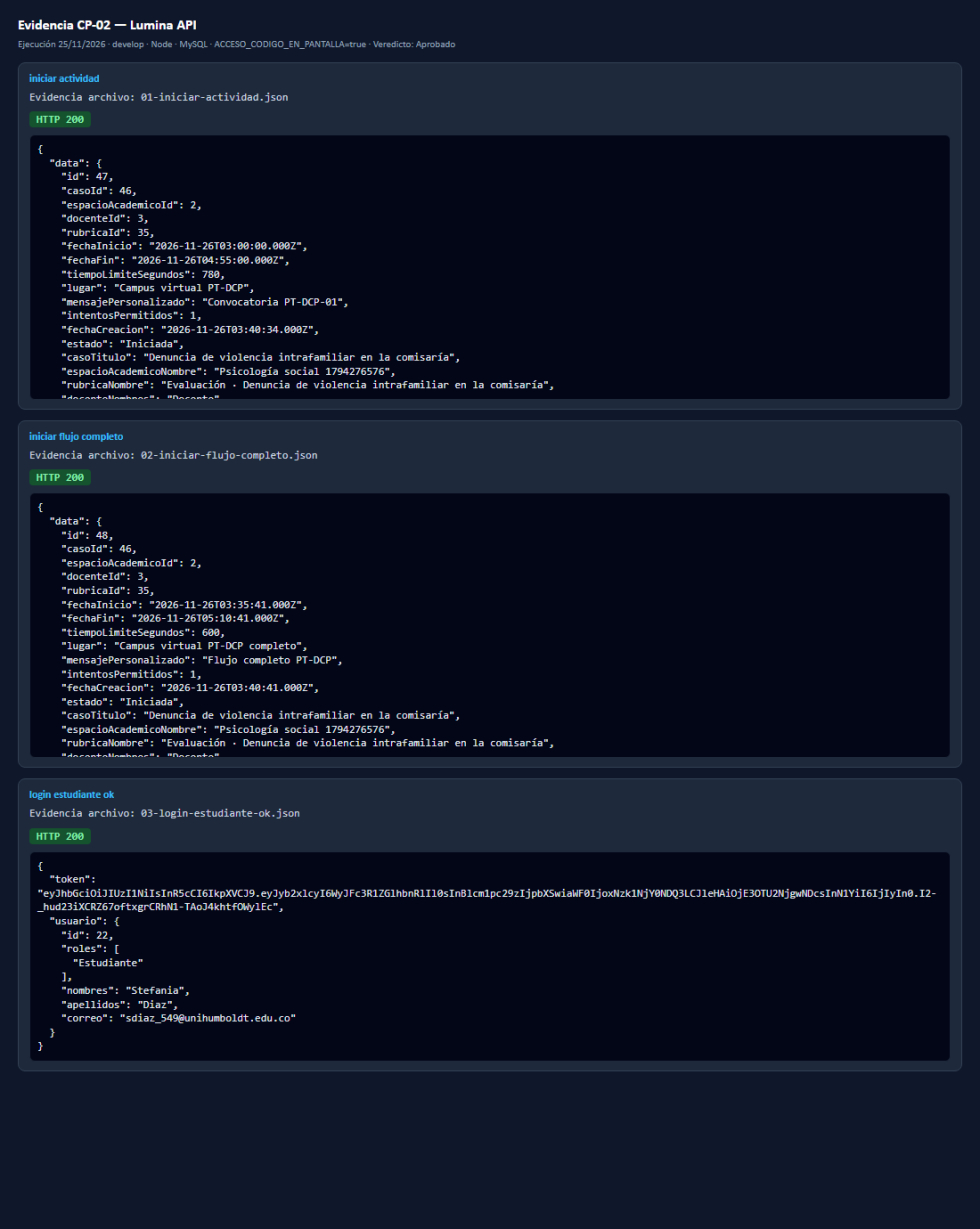 Evidencia CP-02 — Lumina API
Ejecución 25/11/2026 · develop · Node · MySQL · ACCESO_CODIGO_EN_PANTALLA=true · Veredicto: Aprobado
iniciar actividad
Evidencia archivo: 01-iniciar-actividad.json
HTTP 200
{
"data": {
"id": 47,
"casoId": 46,
"espacioAcademicoId": 2,
"docenteId": 3,
"rubricaId": 35,
"fechaInicio": "2026-11-26T03:00:00.000Z",
"fechaFin": "2026-11-26T04:55:00.000Z",
"tiempoLimiteSegundos": 780,
"lugar": "Campus virtual PT-DCP",
"mensajePersonalizado": "Convocatoria PT-DCP-01",
"intentosPermitidos": 1,
"fechaCreacion": "2026-11-26T03:40:34.000Z",
"estado": "Iniciada",
"casoTitulo": "Denuncia de violencia intrafamiliar en la comisaría",
"espacioAcademicoNombre": "Psicología social 1794276576",
"rubricaNombre": "Evaluación · Denuncia de violencia intrafamiliar en la comisaría",
"docenteNombres": "Docente"
iniciar flujo completo
Evidencia archivo: 02-iniciar-flujo-completo.json
HTTP 200
{
"data": {
"id": 48,
"casoId": 46,
"espacioAcademicoId": 2,
"docenteId": 3,
"rubricaId": 35,
"fechaInicio": "2026-11-26T03:35:41.000Z",
"fechaFin": "2026-11-26T05:10:41.000Z",
"tiempoLimiteSegundos": 600,
"lugar": "Campus virtual PT-DCP completo",
"mensajePersonalizado": "Flujo completo PT-DCP",
"intentosPermitidos": 1,
"fechaCreacion": "2026-11-26T03:40:41.000Z",
"estado": "Iniciada",
"casoTitulo": "Denuncia de violencia intrafamiliar en la comisaría",
"espacioAcademicoNombre": "Psicología social 1794276576",
"rubricaNombre": "Evaluación · Denuncia de violencia intrafamiliar en la comisaría",
"docenteNombres": "Docente"
login estudiante ok
Evidencia archivo: 03-login-estudiante-ok.json
HTTP 200
{
"token":
"usuario": {
"id": 22,
"roles": [
"Estudiante"
],
"nombres": "Stefania",
"apellidos": "Diaz",
"correo": "sdiaz_549@unihumboldt.edu.co"
}
}